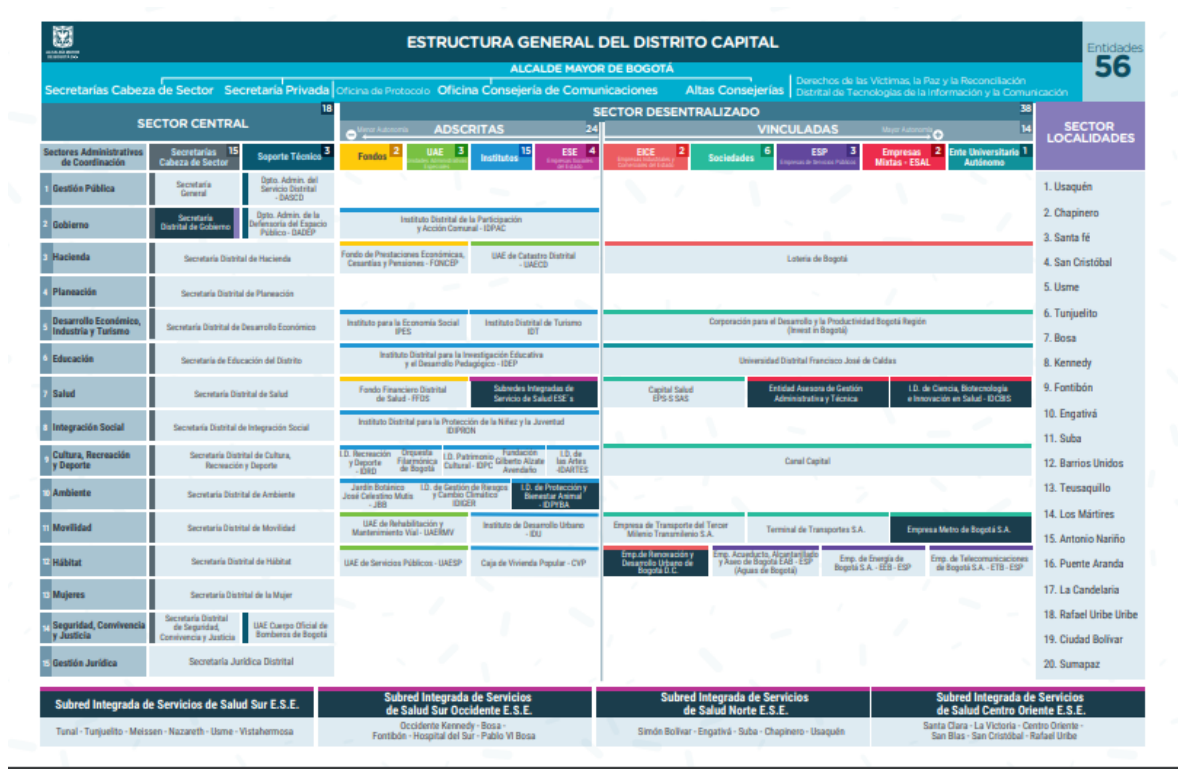 ESTRUCTURA GENERAL DEL DISTRITO CAPITAL
Entidades
56
ALCALDE MAYOR DE BOGOTÁ
Secretarías Cabeza de Sector
Secretaría Privada
Oficina de Protocolo
Oficina Consejería de Comunicaciones
Altas Consejerías
Derechos de las Víctimas, la Paz y la Reconciliación
Distrital de Tecnologías de la Información y la Comunicación
SECTOR CENTRAL
18
SECTOR DESENTRALIZADO
38
Menor Autonomía
ADSCRITAS
24
VINCULADAS
Mejor Autonomía
14
SECTOR
LOCALIDADES
Sectores Administrativos
de Coordinación
Secretarías
Cabeza de Sector
15
Soporte Técnico
3
Fondos
2
UAE
3
Institutos
15
ESE
4
Empresas Sociales
del Estado
EICE
2
Sociedades
6
ESP
3
Empresas de Servicios Públicos
Empresas
Mixtas - ESAL
2
Ente Universitario
Autónomo
1
1 Gestión Pública
Secretaría
General
Dpto. Admin. del
Servicio Distrital
- DASCD
2 Gobierno
Secretaría
Distrital de Gobierno
Dpto. Admin. de la
Defensoría del Espacio
Público - DADEP
Instituto Distrital de la Participación
y Acción Comunal - IDPAC
3 Hacienda
Secretaría Distrital de Hacienda
Fondo de Prestaciones Económicas,
Cesantías y Pensiones - FONCEP
UAE de Catastro Distrital
- UAECD
Lotería de Bogotá
4 Planeación
Secretaría Distrital de Planeación
5 Desarrollo Económico,
Industria y Turismo
Secretaría Distrital de Desarrollo Económico
Instituto para la Economía Social
IPES
Instituto Distrital de Turismo
IDT
Corporación para el Desarrollo y la Productividad Bogotá Región
(Invest in Bogotá)
6 Educación
Secretaría de Educación del Distrito
Instituto Distrital para la Investigación Educativa
y el Desarrollo Pedagógico - IDEP
Universidad Distrital Francisco José de Caldas
7 Salud
Secretaría Distrital de Salud
Fondo Financiero Distrital
de Salud - FFDS
Subredes Integradas de
Servicio de Salud ESE´s
Capital Salud
EPS-S SAS
Entidad Asesora de Gestión
Administrativa y Técnica
I.D. de Ciencia, Biotecnología
e Innovación en Salud - IDCBIS
8 Integración Social
Secretaría Distrital de Integración Social
Instituto Distrital para la Protección
de la Niñez y la Juventud
IDIPRON
9 Cultura, Recreación
y Deporte
Secretaría Distrital de Cultura,
Recreación y Deporte
I.D. Recreación
y Deporte
- IDRD
Orquesta
Filarmónica
de Bogotá
I.D. Patrimonio
Cultural - IDPC
Fundación
Gilberto Alzate
Avendaño
I.D. de
las Artes
-IDARTES
Canal Capital
10 Ambiente
Secretaría Distrital de Ambiente
Jardín Botánico
José Celestino Mutis
- JBB
I.D. de Gestión de Riesgos
y Cambio Climático
IDIGER
I.D. de Protección y
Bienestar Animal
- IDPYBA
11 Movilidad
Secretaría Distrital de Movilidad
UAE de Rehabilitación y
Mantenimiento Vial - UAERMV
Instituto de Desarrollo Urbano
- IDU
Empresa de Transporte del Tercer
Milenio Transmilenio S.A.
Terminal de Transportes S.A.
Empresa Metro de Bogotá S.A.
12 Hábitat
Secretaría Distrital de Hábitat
UAE de Servicios Públicos - UAESP
Caja de Vivienda Popular - CVP
Emp.de Renovación y
Desarrollo Urbano de
Bogotá D.C.
Emp. Acueducto, Alcantarillado
y Aseo de Bogotá EAB - ESP
(Aguas de Bogotá)
Emp. de Energía de
Bogotá S.A. - EEB - ESP
Emp. de Telecomunicaciones
de Bogotá S.A. - ETB - ESP
13 Mujeres
Secretaría Distrital de la Mujer
14 Seguridad, Convivencia
y Justicia
Secretaría Distrital
de Seguridad,
Convivencia y Justicia
UAE Cuerpo Oficial de
Bomberos de Bogotá
15 Gestión Jurídica
Secretaría Jurídica Distrital
1. Usaquén
2. Chapinero
3. Santa fé
4. San Cristóbal
5. Usme
6. Tunjuelito
7. Bosa
8. Kennedy
9. Fontibón
10. Engativá
11. Suba
12. Barrios Unidos
13. Teusaquillo
14. Los Mártires
15. Antonio Nariño
16. Puente Aranda
17. La Candelaria
18. Rafael Uribe Uribe
19. Ciudad Bolívar
20. Sumapaz
Subred Integrada de Servicios de Salud Sur E.S.E.
Tunal - Tunjuelito - Meissen - Nazareth - Usme - Vistahermosa
Subred Integrada de Servicios
de Salud Sur Occidente E.S.E.
Occidente Kennedy - Bosa -
Fontibón - Hospital del Sur - Pablo VI Bosa
Subred Integrada de Servicios
de Salud Norte E.S.E.
Simón Bolívar - Engativá - Suba - Chapinero - Usaquén
Subred Integrada de Servicios
de Salud Centro Oriente E.S.E.
Santa Clara - La Victoria - Centro Oriente -
San Blas - San Cristóbal - Rafael Uribe